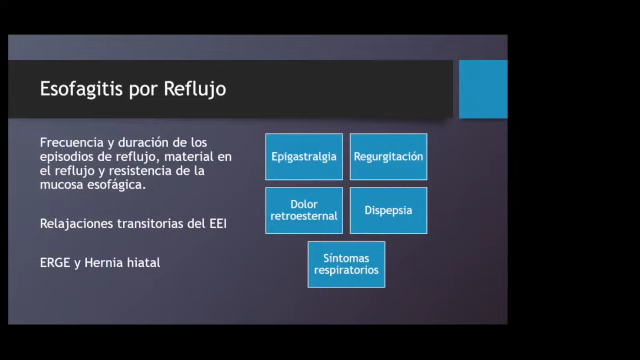 Esofagitis por Reflujo
Frecuencia y duración de los
episodios de reflujo, material en
el reflujo y resistencia de la
mucosa esofágica.
Relajaciones transitorias del EEI
ERGE y Hernia hiatal
Epigastralgia
Regurgitación
Dolor
retroesternal
Dispepsia
Síntomas
respiratorios